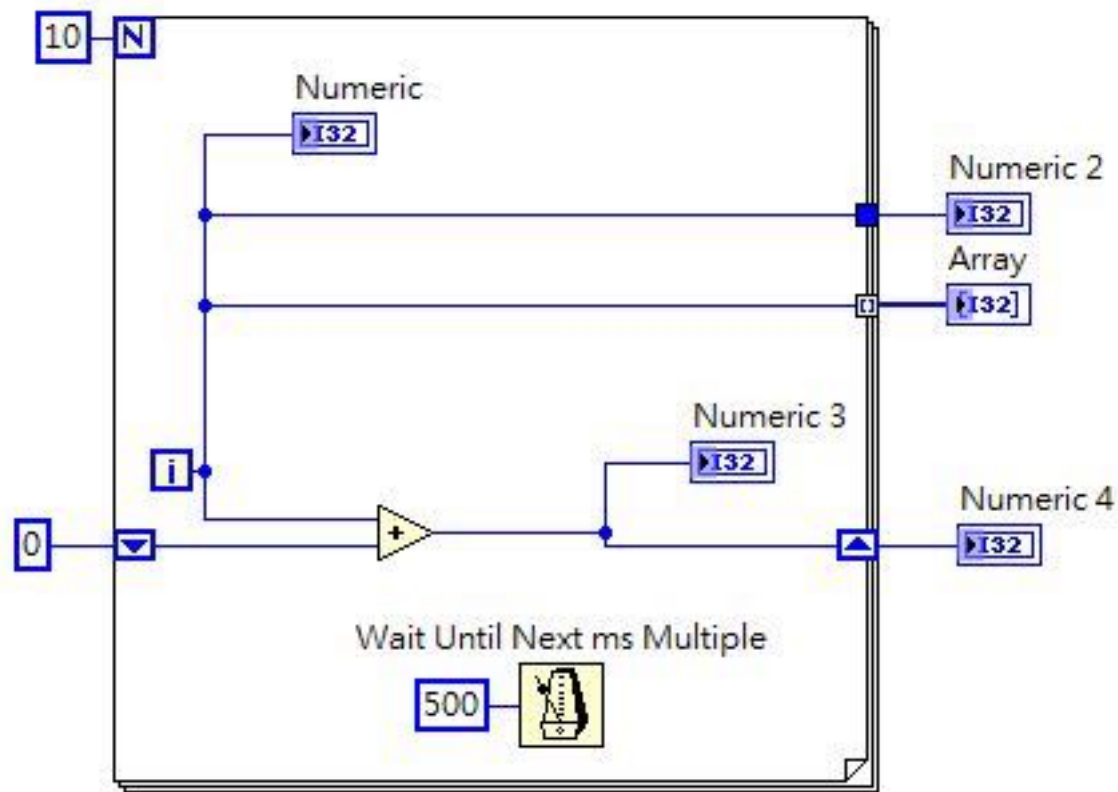 10
N
Numeric
I32
Numeric 2
I32
Array
[I32]
Numeric 3
I32
i
Numeric 4
0
+
I32
Wait Until Next ms Multiple
500